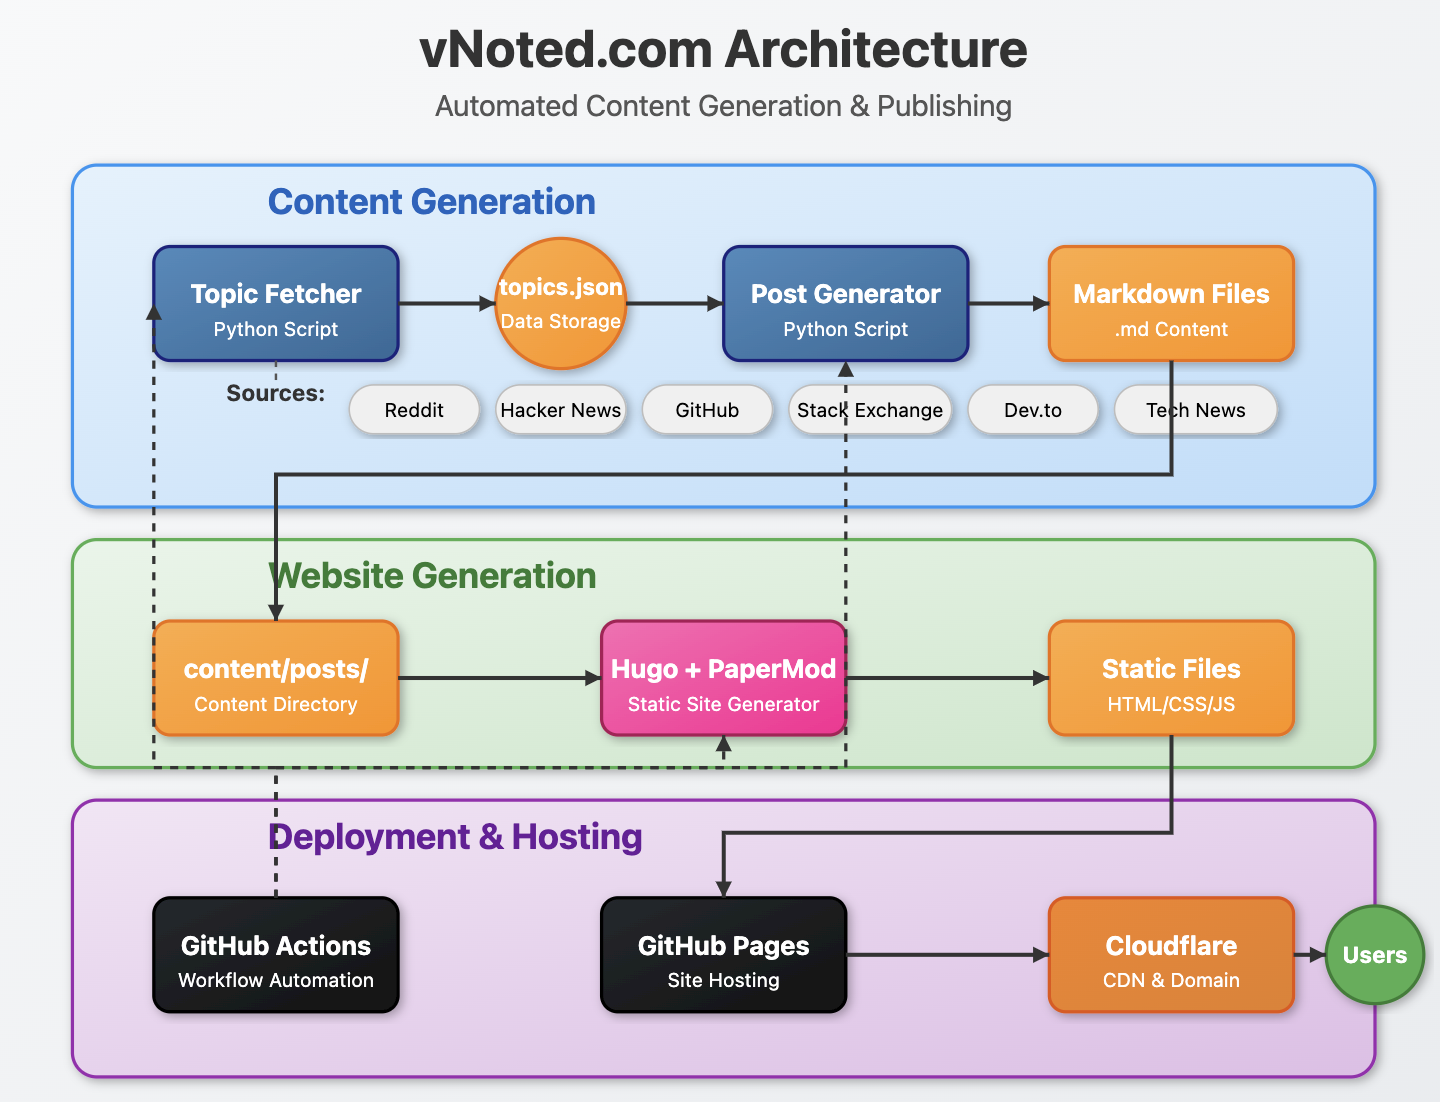 vNoted.com Architecture
Automated Content Generation & Publishing
Content Generation
Topic Fetcher
Python Script
topics.json
Data Storage
Post Generator
Python Script
Markdown Files
.md Content
Sources:
Reddit
Hacker News
GitHub
Stack Exchange
Dev.to
Tech News
Website Generation
content/posts/
Content Directory
Hugo + PaperMod
Static Site Generator
Static Files
HTML/CSS/JS
Deployment & Hosting
GitHub Actions
Workflow Automation
GitHub Pages
Site Hosting
Cloudflare
CDN & Domain
Users